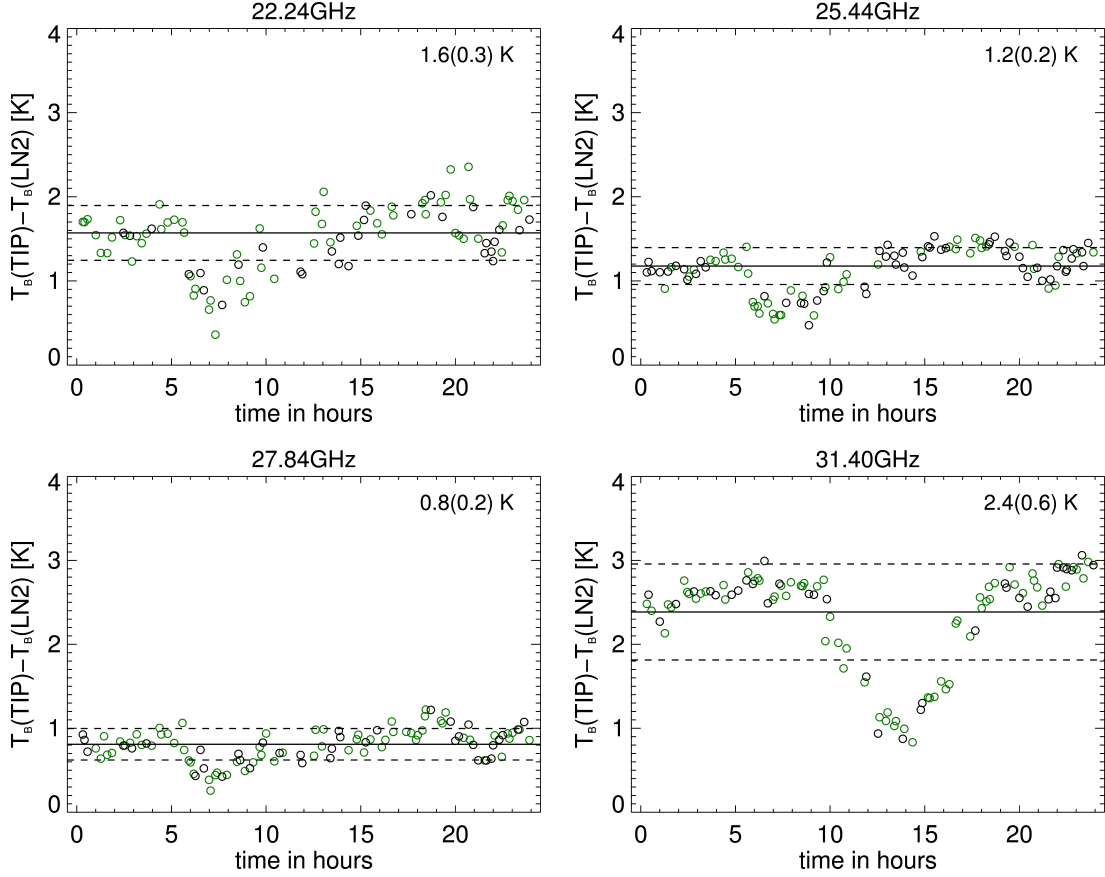 22.24GHz
1.6(0.3) K
T_B(TIP)−T_B(LN2) [K]
4
3
2
1
0
0 5 10 15 20
time in hours
25.44GHz
1.2(0.2) K
T_B(TIP)−T_B(LN2) [K]
4
3
2
1
0
0 5 10 15 20
time in hours
27.84GHz
0.8(0.2) K
T_B(TIP)−T_B(LN2) [K]
4
3
2
1
0
0 5 10 15 20
time in hours
31.40GHz
2.4(0.6) K
T_B(TIP)−T_B(LN2) [K]
4
3
2
1
0
0 5 10 15 20
time in hours